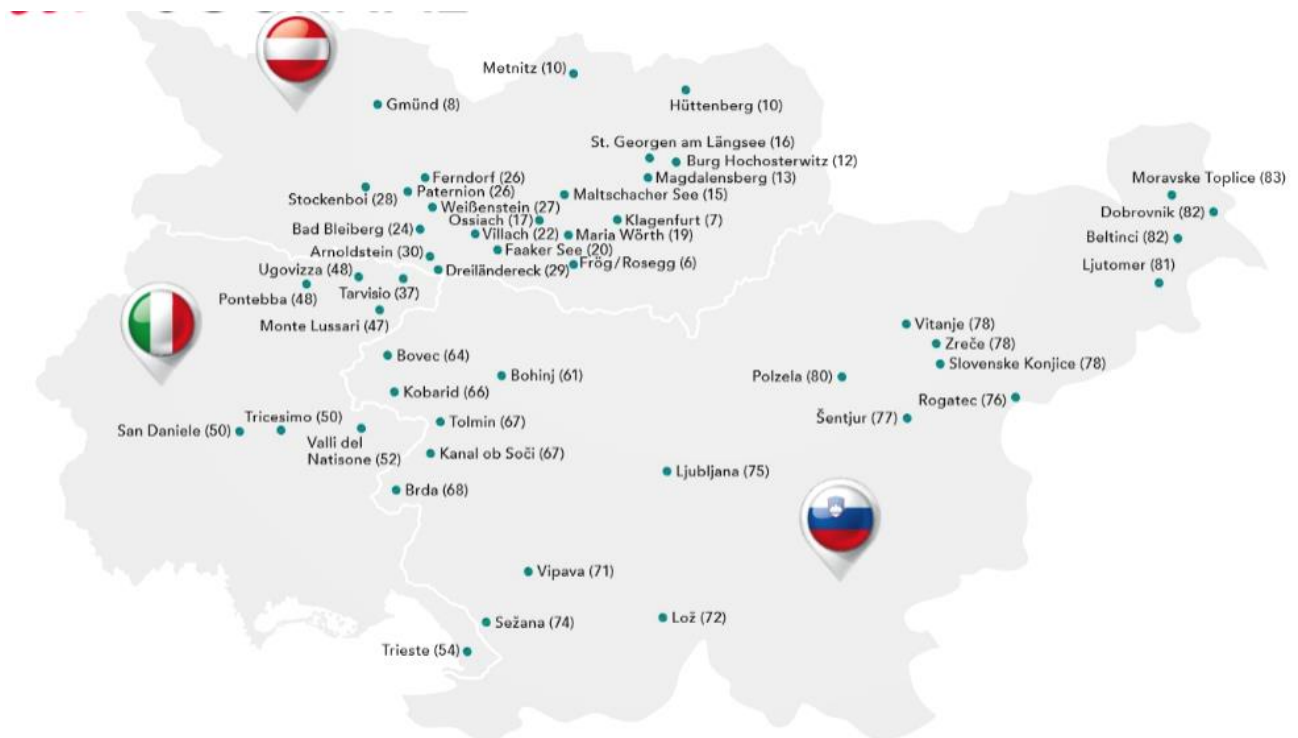 Metnitz (10)
Gmünd (8)
Hüttenberg (10)
St. Georgen am Längsee (16)
Burg Hochosterwitz (12)
Ferndorf (26)
Magdalensberg (13)
Moravske Toplice (83)
Stockenboi (28)
Paternion (26)
Maltschacher See (15)
Weißenstein (27)
Dobrovnik (82)
Ossiach (17)
Klagenfurt (7)
Bad Bleiberg (24)
Villach (22)
Maria Wörth (19)
Beltinci (82)
Arnoldstein (30)
Faaker See (20)
Frög/Rosegg (6)
Ljutomer (81)
Ugovizza (48)
Dreiländereck (29)
Pontebba (48)
Tarvisio (37)
Monte Lussari (47)
Vitanje (78)
Zreče (78)
Bovec (64)
Slovenske Konjice (78)
Bohinj (61)
Polzela (80)
Kobarid (66)
Rogatec (76)
Tricesimo (50)
San Daniele (50)
Tolmin (67)
Šentjur (77)
Valli del
Natisone (52)
Kanal ob Soči (67)
Ljubljana (75)
Brda (68)
Vipava (71)
Sežana (74)
Lož (72)
Trieste (54)